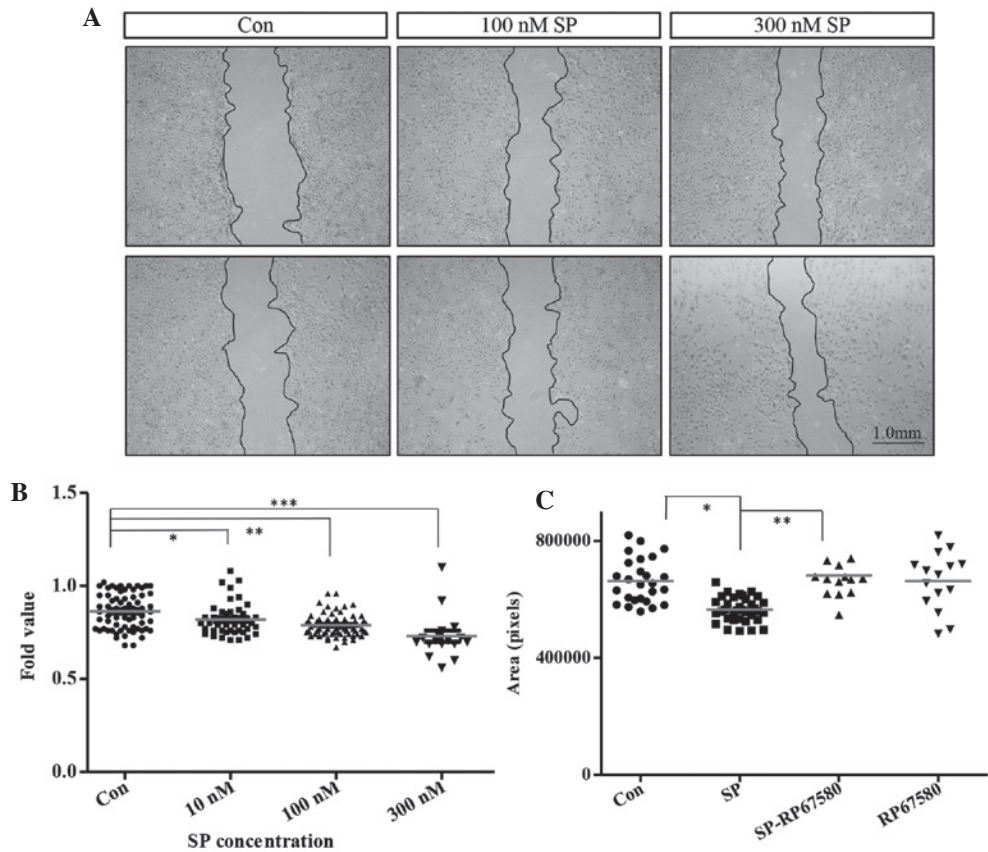 A
Con
100 nM SP
300 nM SP
1.0mm
B
Fold value
1.5
1.0
0.5
0.0
*
**
***
Con
10 nM
100 nM
300 nM
SP concentration
C
Area (pixels)
800000
400000
0
*
**
Con
SP
SP-RP67580
RP67580